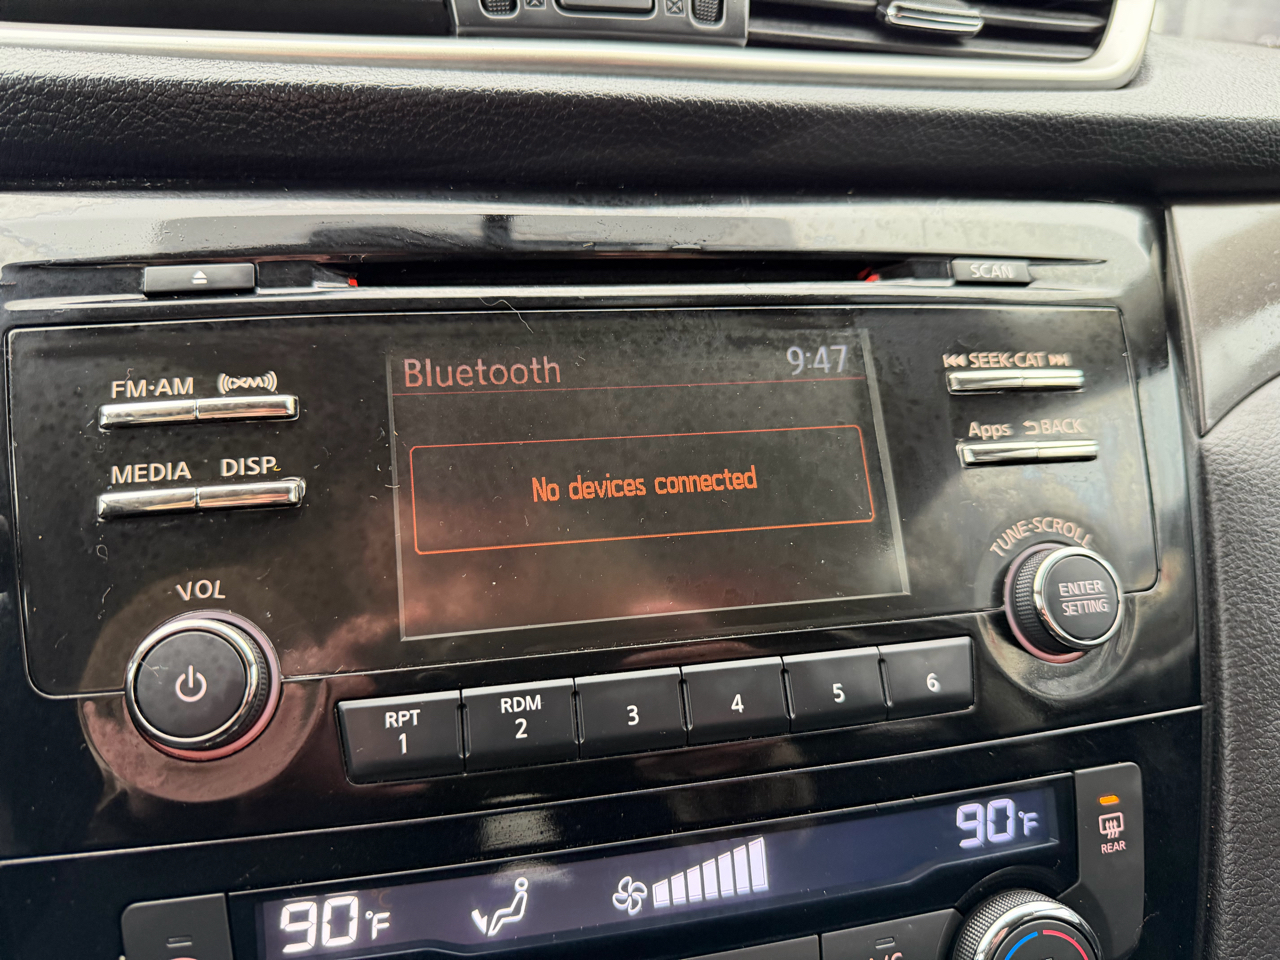 SCAN
FM·AM
XM
MEDIA
DISP
VOL
Bluetooth 9:47
No devices connected
SEEK·CAT
Apps
BACK
TUNE·SCROLL
ENTER
SETTING
RPT
1
RDM
2
3
4
5
6
90°F
90°F
REAR